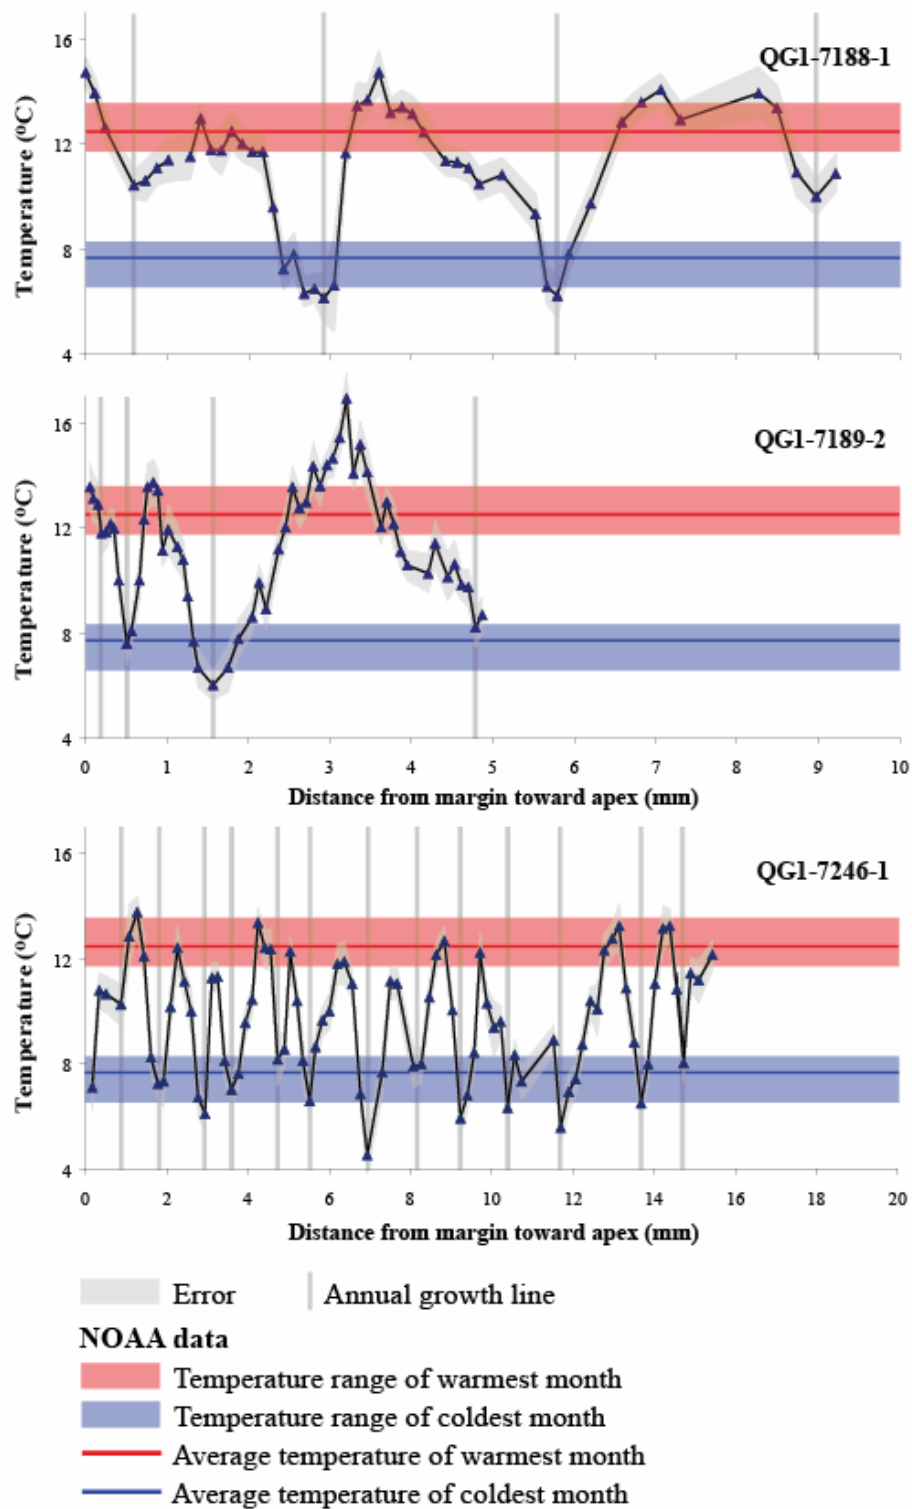 QG1-7188-1
Temperature (°C)
16
12
8
4
QG1-7189-2
Temperature (°C)
16
12
8
4
0 1 2 3 4 5 6 7 8 9 10
Distance from margin toward apex (mm)
QG1-7246-1
Temperature (°C)
16
12
8
4
0 2 4 6 8 10 12 14 16 18 20
Distance from margin toward apex (mm)
Error
Annual growth line
NOAA data
Temperature range of warmest month
Temperature range of coldest month
Average temperature of warmest month
Average temperature of coldest month